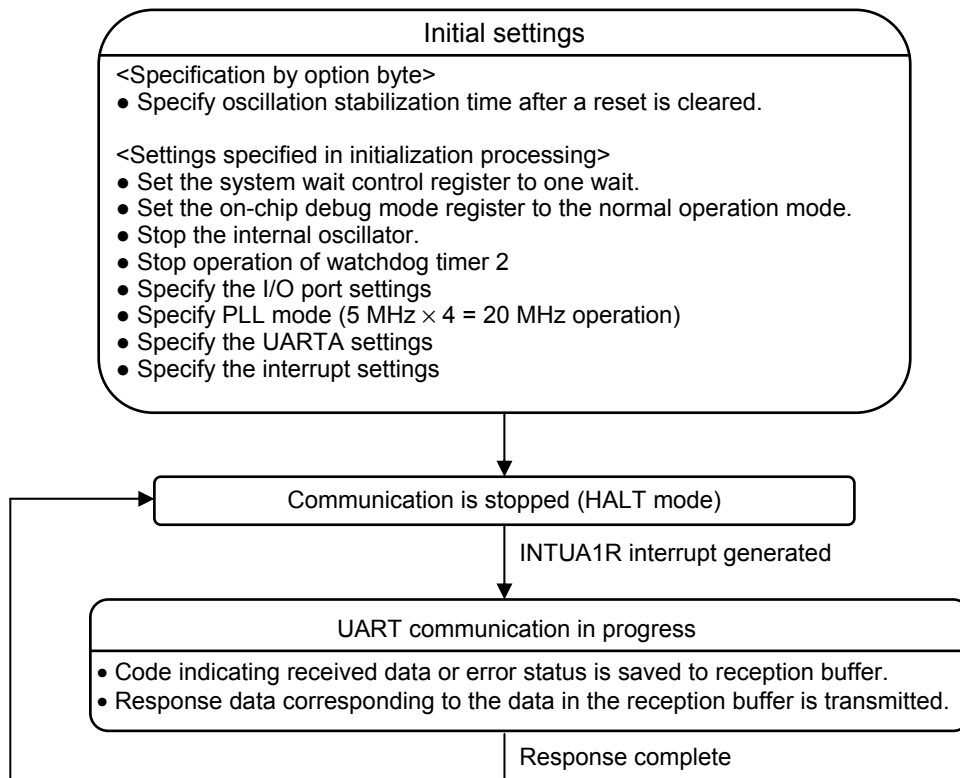 Initial settings
<Specification by option byte>
● Specify oscillation stabilization time after a reset is cleared.
<Settings specified in initialization processing>
● Set the system wait control register to one wait.
● Set the on-chip debug mode register to the normal operation mode.
● Stop the internal oscillator.
● Stop operation of watchdog timer 2
● Specify the I/O port settings
● Specify PLL mode (5 MHz × 4 = 20 MHz operation)
● Specify the UARTA settings
● Specify the interrupt settings
Communication is stopped (HALT mode)
INTUA1R interrupt generated
UART communication in progress
• Code indicating received data or error status is saved to reception buffer.
• Response data corresponding to the data in the reception buffer is transmitted.
Response complete